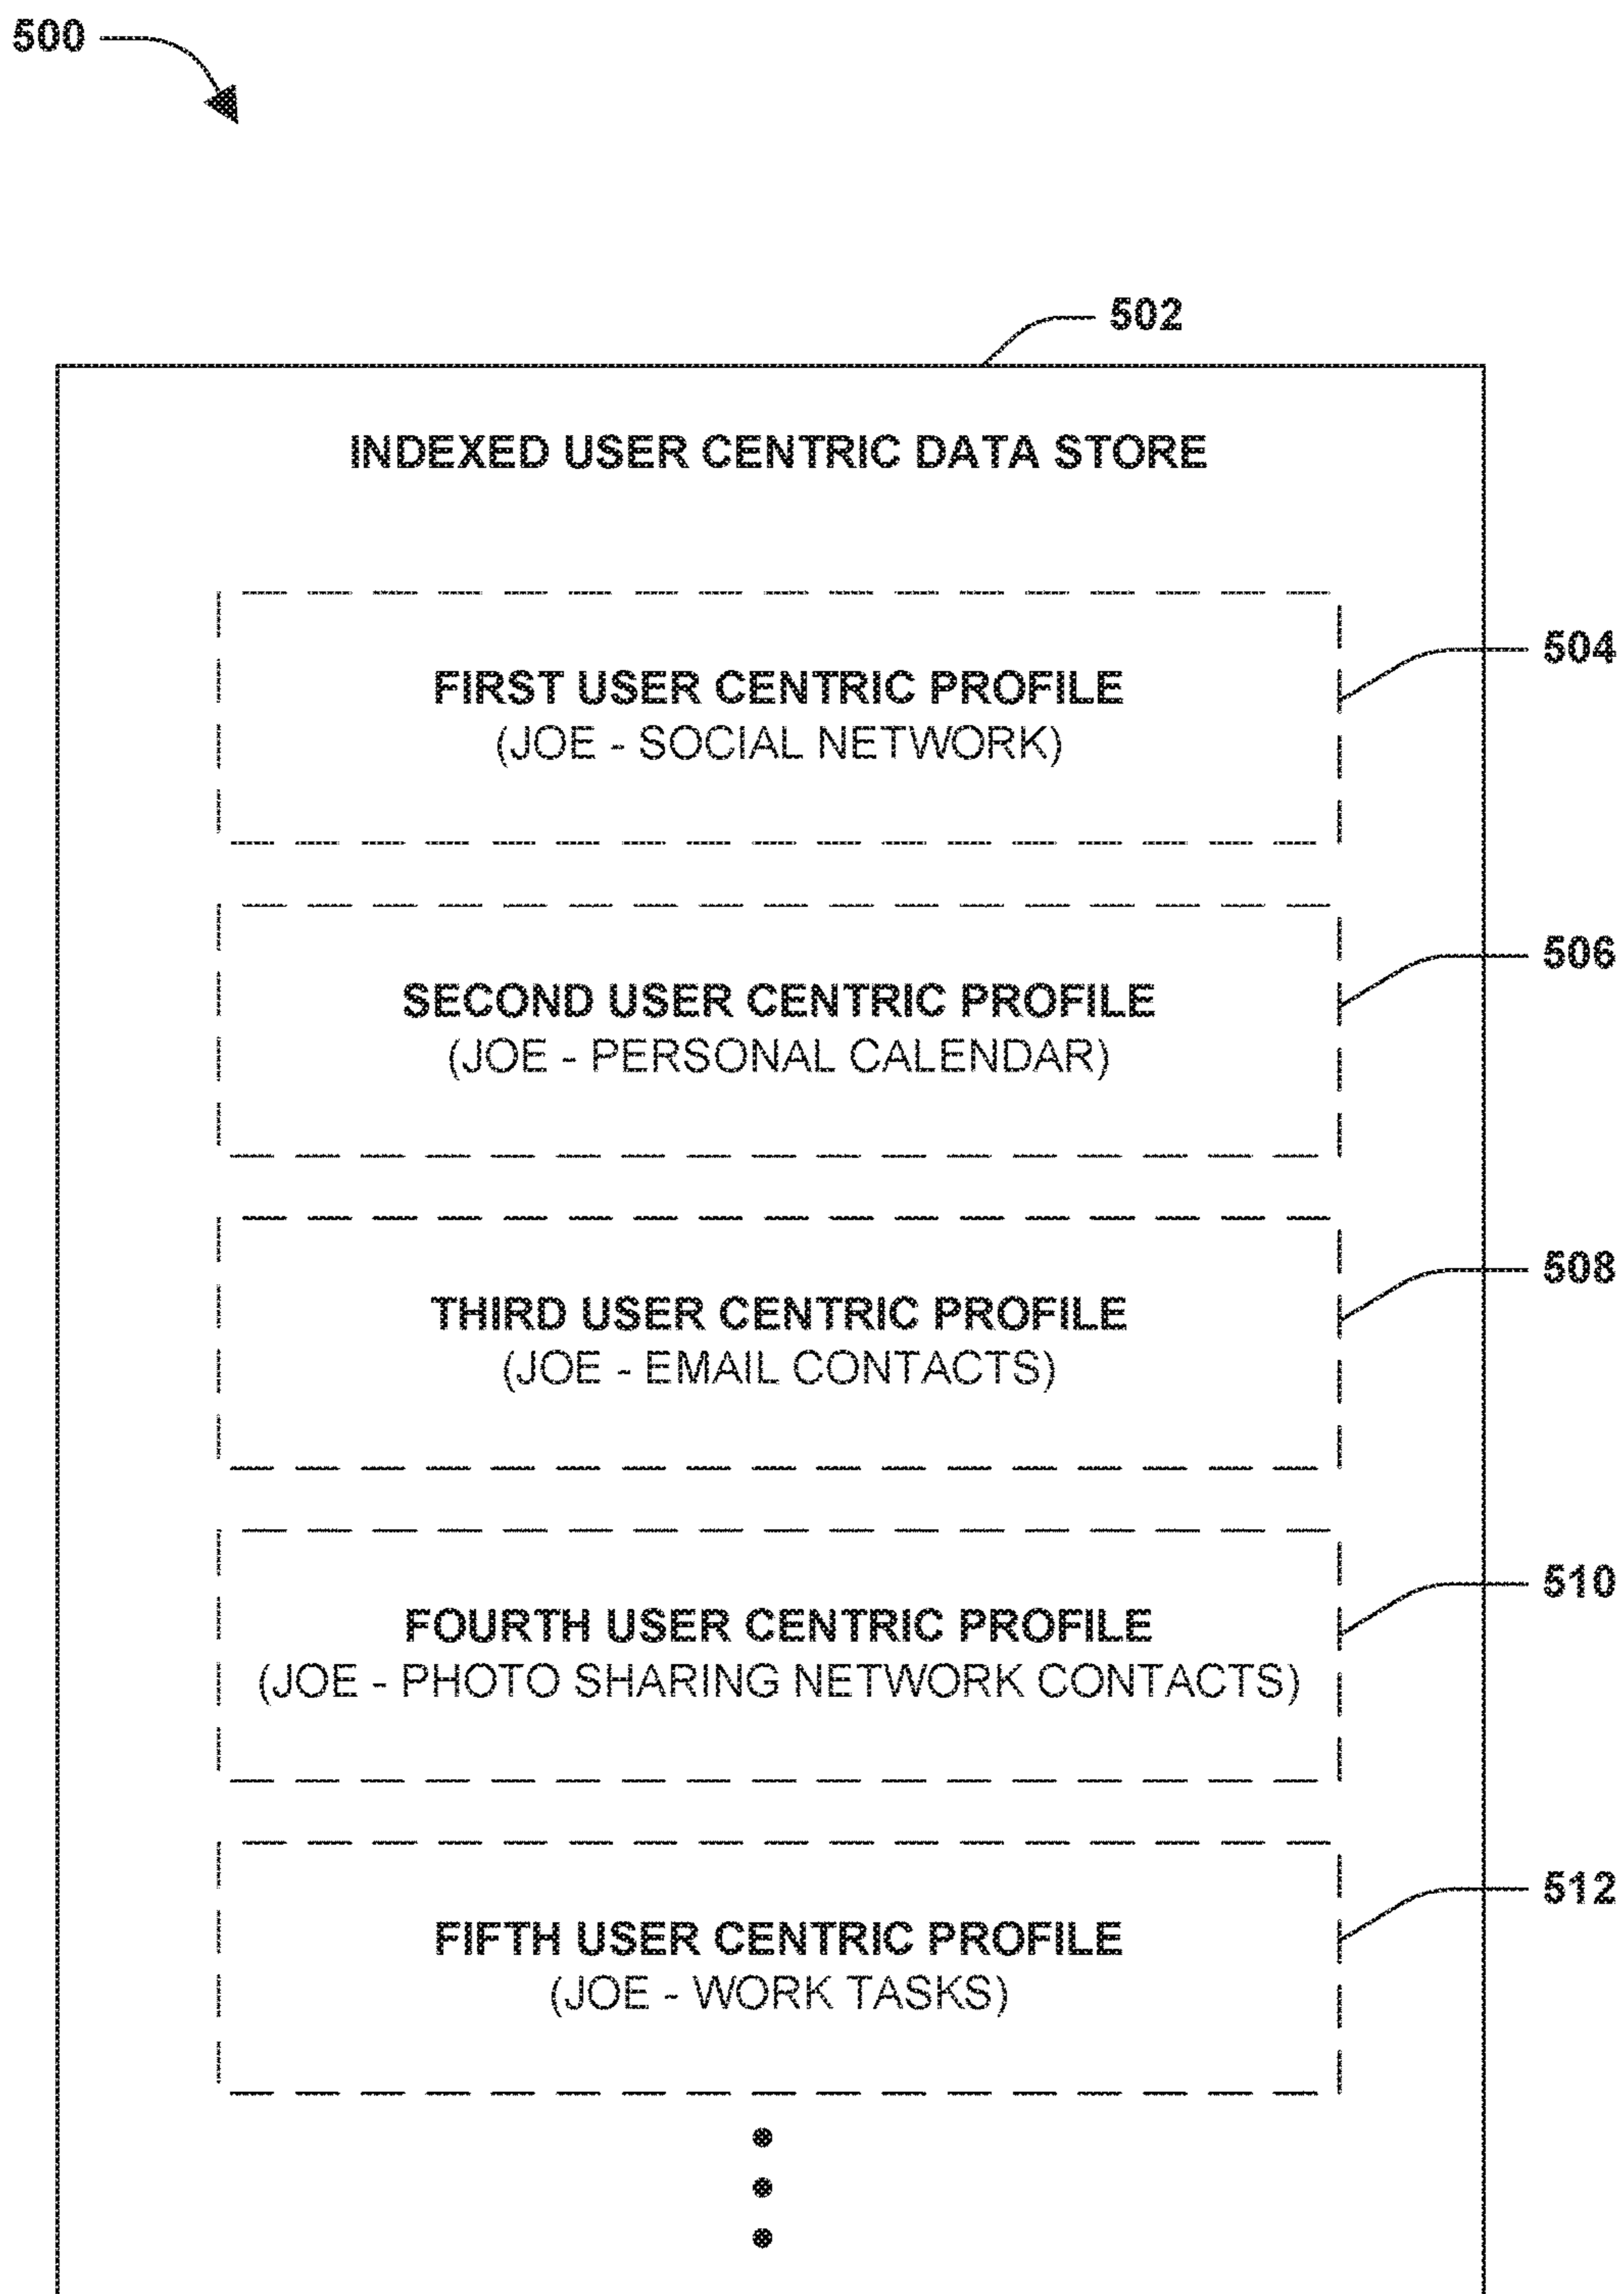 500
502
INDEXED USER CENTRIC DATA STORE
504
FIRST USER CENTRIC PROFILE
(JOE - SOCIAL NETWORK)
506
SECOND USER CENTRIC PROFILE
(JOE - PERSONAL CALENDAR)
508
THIRD USER CENTRIC PROFILE
(JOE - EMAIL CONTACTS)
510
FOURTH USER CENTRIC PROFILE
(JOE - PHOTO SHARING NETWORK CONTACTS)
512
FIFTH USER CENTRIC PROFILE
(JOE - WORK TASKS)